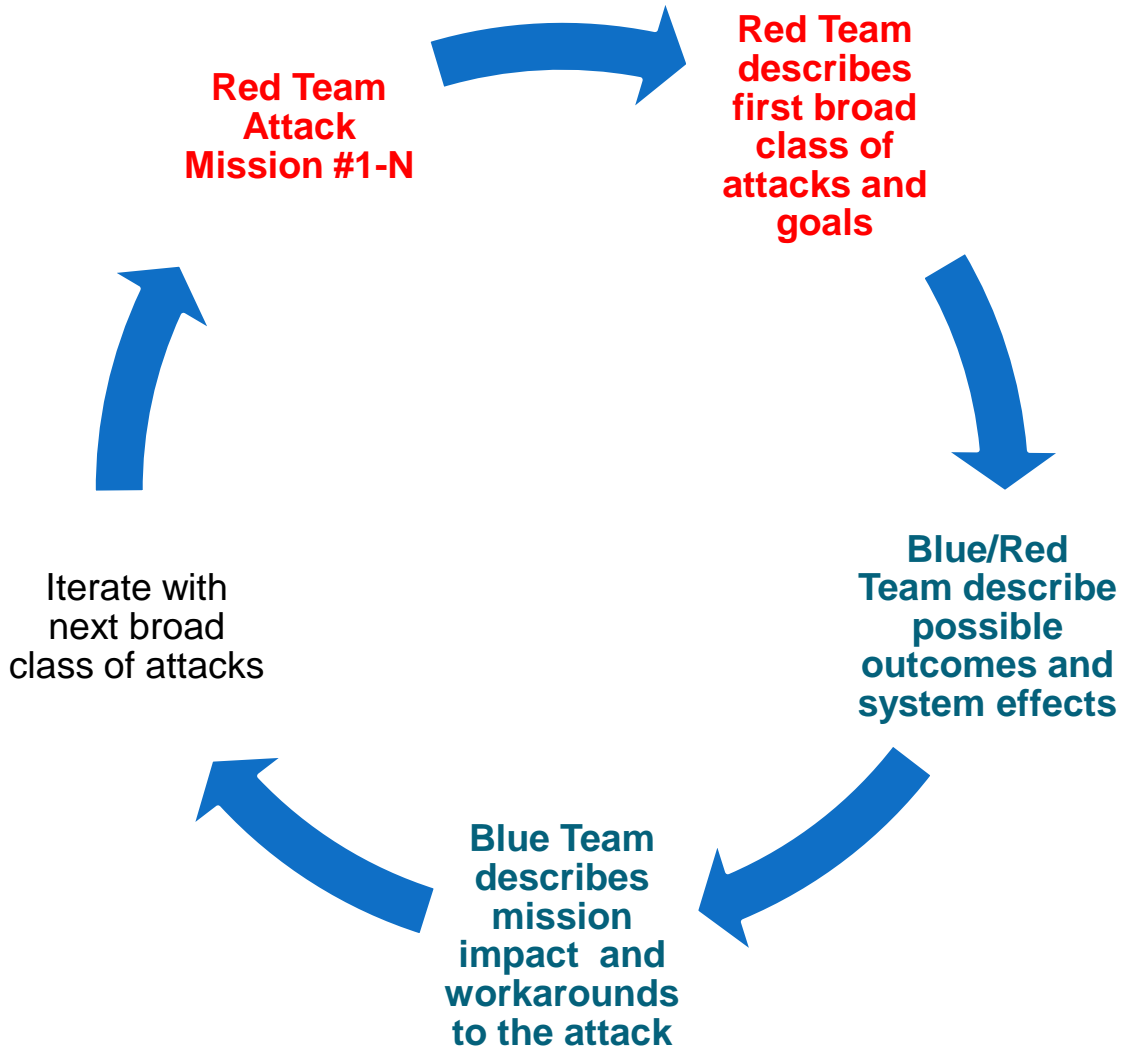 Red Team
Attack
Mission #1-N
Red Team
describes
first broad
class of
attacks and
goals
Blue/Red
Team describe
possible
outcomes and
system effects
Blue Team
describes
mission
impact  and
workarounds
to the attack
Iterate with
next broad
class of attacks